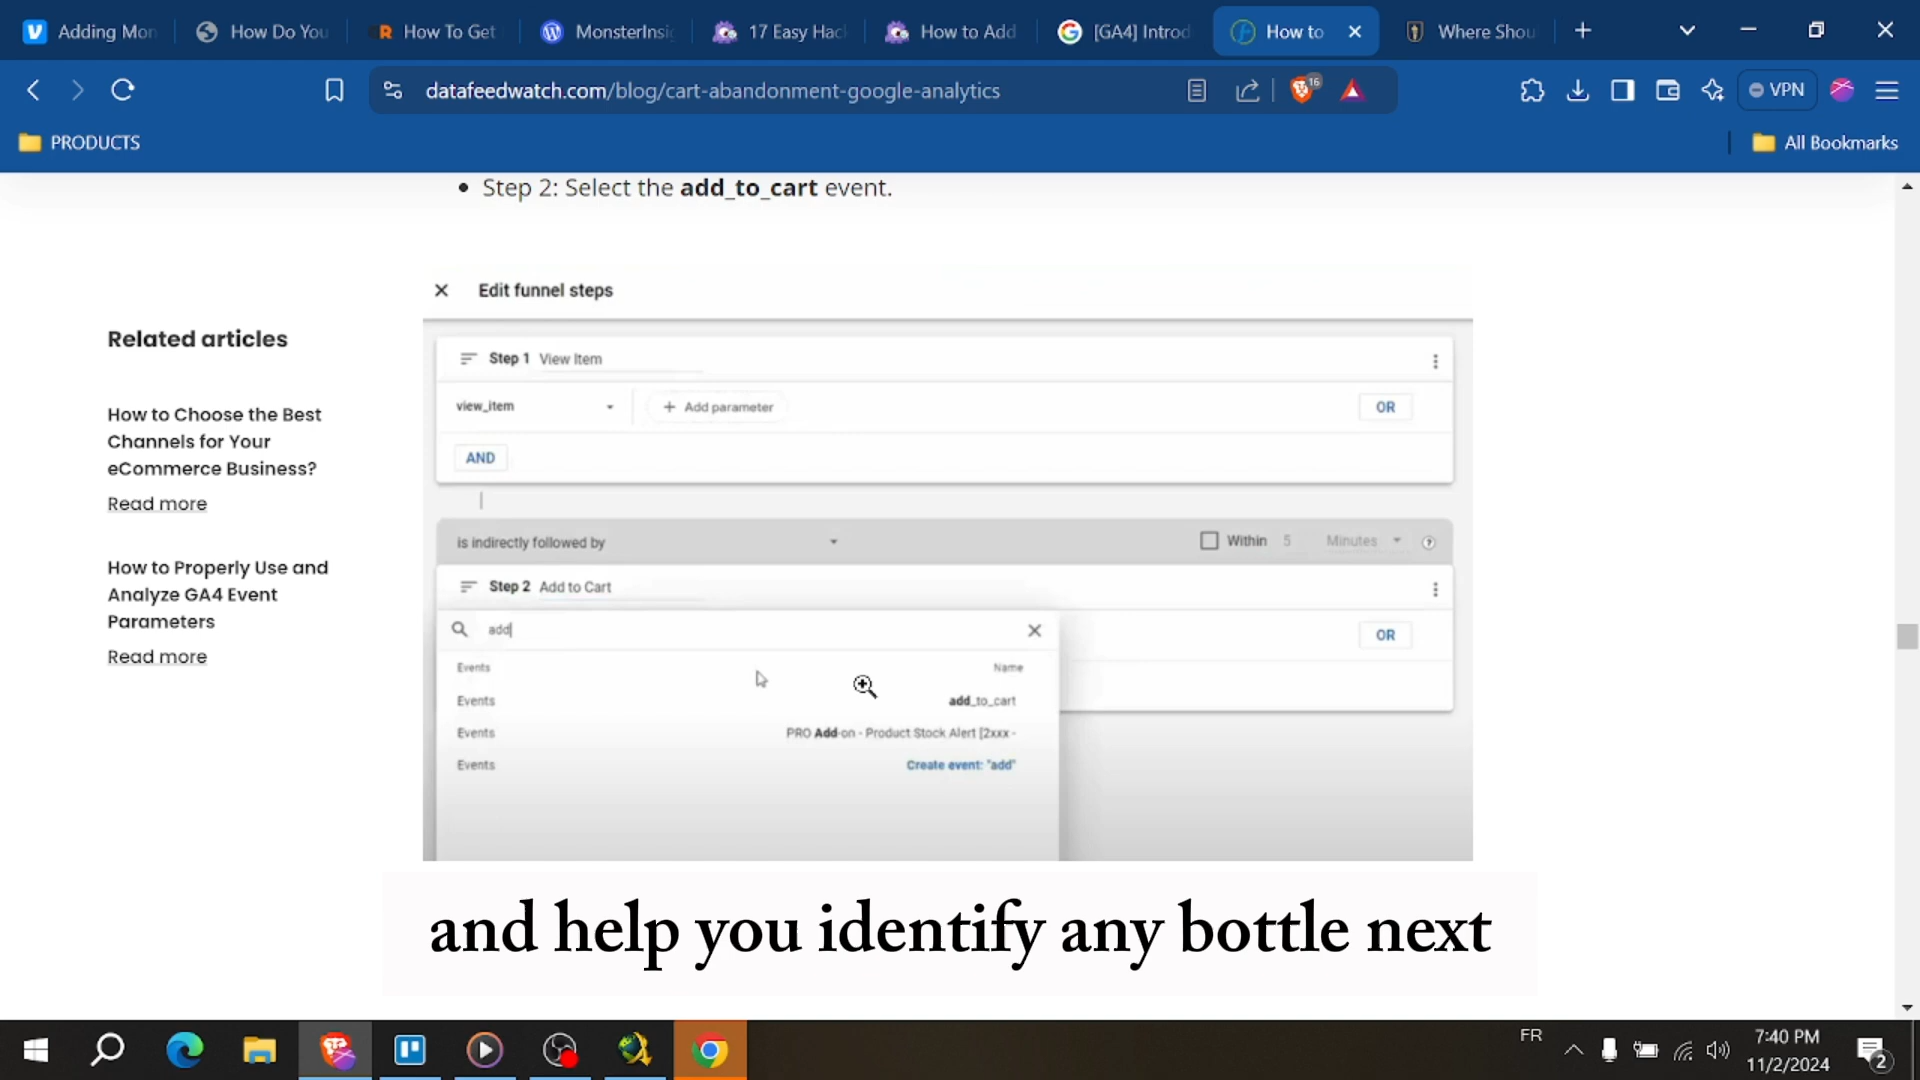 Adding Mon
How Do You
How To Get
MonsterInsig
17 Easy Hac
How to Add
[GA4] Introd
How to
Where Shou
datafeedwatch.com/blog/cart-abandonment-google-analytics
16
VPN
PRODUCTS
All Bookmarks
• Step 2: Select the add_to_cart event.
Edit funnel steps
Related articles
How to Choose the Best
Channels for Your
eCommerce Business?
Read more
How to Properly Use and
Analyze GA4 Event
Parameters
Read more
Step 1 View Item
view_item
+ Add parameter
OR
AND
is indirectly followed by
Within 5 Minutes
Step 2 Add to Cart
add
OR
Events Name
Events add_to_cart
Events PRO Add-on - Product Stock Alert [2xxx -
Events Create event: "add"
and help you identify any bottle next
FR
7:40 PM
11/2/2024
2